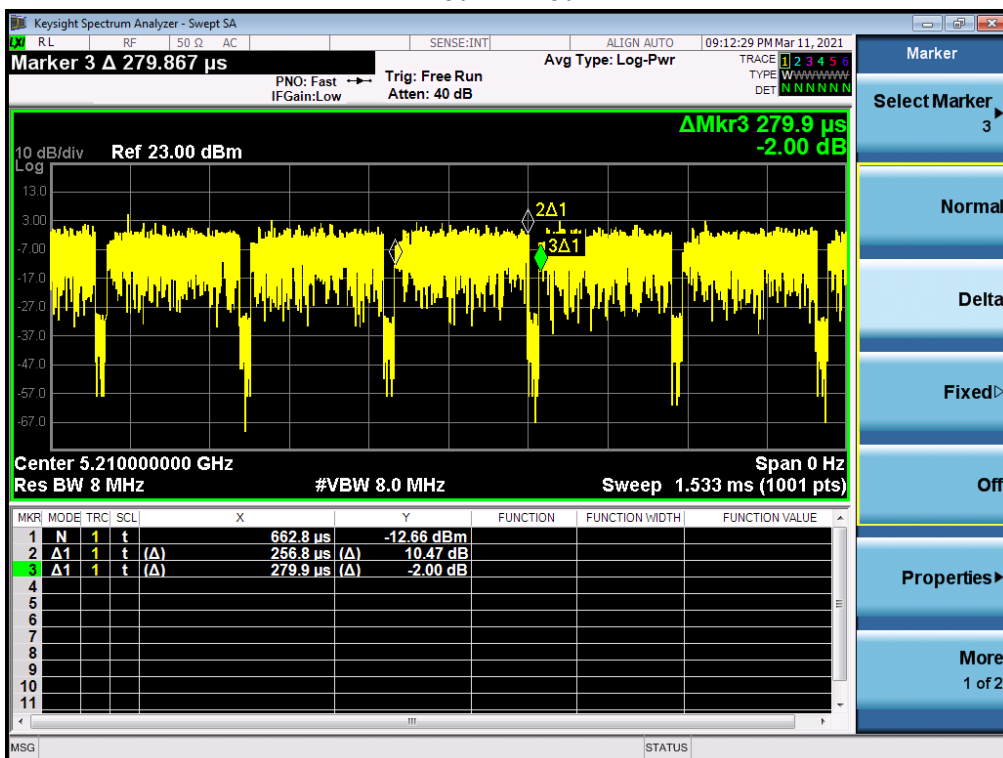 Keysight Spectrum Analyzer - Swept SA
LXI RL RF 50 Ω AC SENSE:INT ALIGN AUTO 09:12:29 PM Mar 11, 2021
Marker 3 Δ 279.867 µs
PNO: Fast
IFGain:Low
Trig: Free Run
Atten: 40 dB
Avg Type: Log-Pwr
TRACE 1 2 3 4 5 6
TYPE WWWWWW
DET N N N N N N
ΔMkr3 279.9 µs
-2.00 dB
10 dB/div Ref 23.00 dBm
Log
13.0
3.00
-7.00
-17.0
-27.0
-37.0
-47.0
-57.0
-67.0
2Δ1
3Δ1
Center 5.210000000 GHz Span 0 Hz
Res BW 8 MHz #VBW 8.0 MHz Sweep 1.533 ms (1001 pts)
MKR MODE TRC SCL X Y FUNCTION FUNCTION WIDTH FUNCTION VALUE
1 N 1 t 662.8 µs -12.66 dBm
2 Δ1 1 t (Δ) 256.8 µs (Δ) 10.47 dB
3 Δ1 1 t (Δ) 279.9 µs (Δ) -2.00 dB
4
5
6
7
8
9
10
11
MSG STATUS
Marker
Select Marker
3
Normal
Delta
Fixed
Off
Properties
More
1 of 2